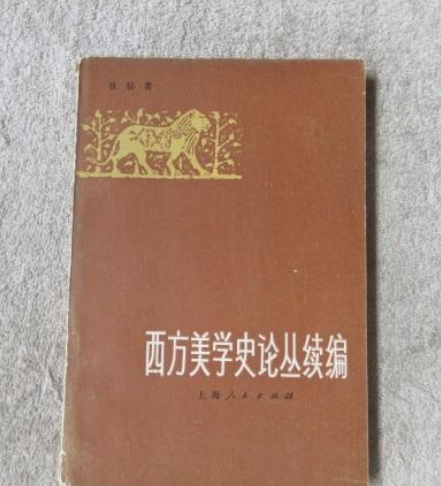 汝信著
西方美学史论丛续编
上海人民出版社